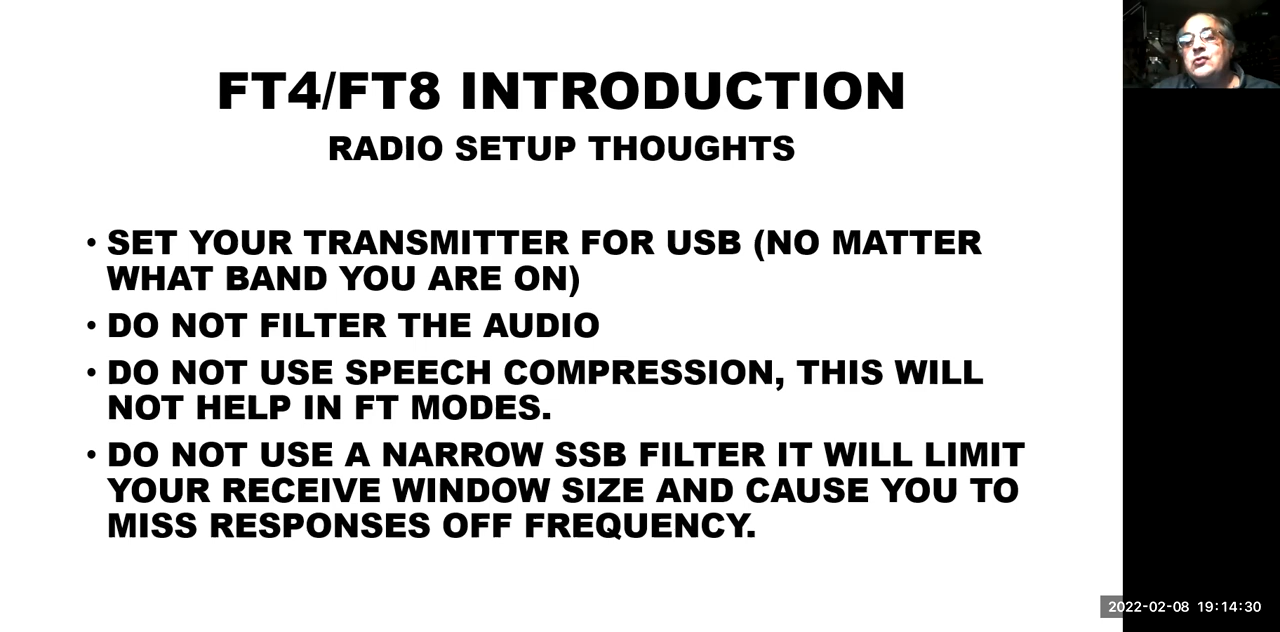 FT4/FT8 INTRODUCTION
RADIO SETUP THOUGHTS
• SET YOUR TRANSMITTER FOR USB (NO MATTER
WHAT BAND YOU ARE ON)
• DO NOT FILTER THE AUDIO
• DO NOT USE SPEECH COMPRESSION, THIS WILL
NOT HELP IN FT MODES.
• DO NOT USE A NARROW SSB FILTER IT WILL LIMIT
YOUR RECEIVE WINDOW SIZE AND CAUSE YOU TO
MISS RESPONSES OFF FREQUENCY.
2022-02-08 19:14:30